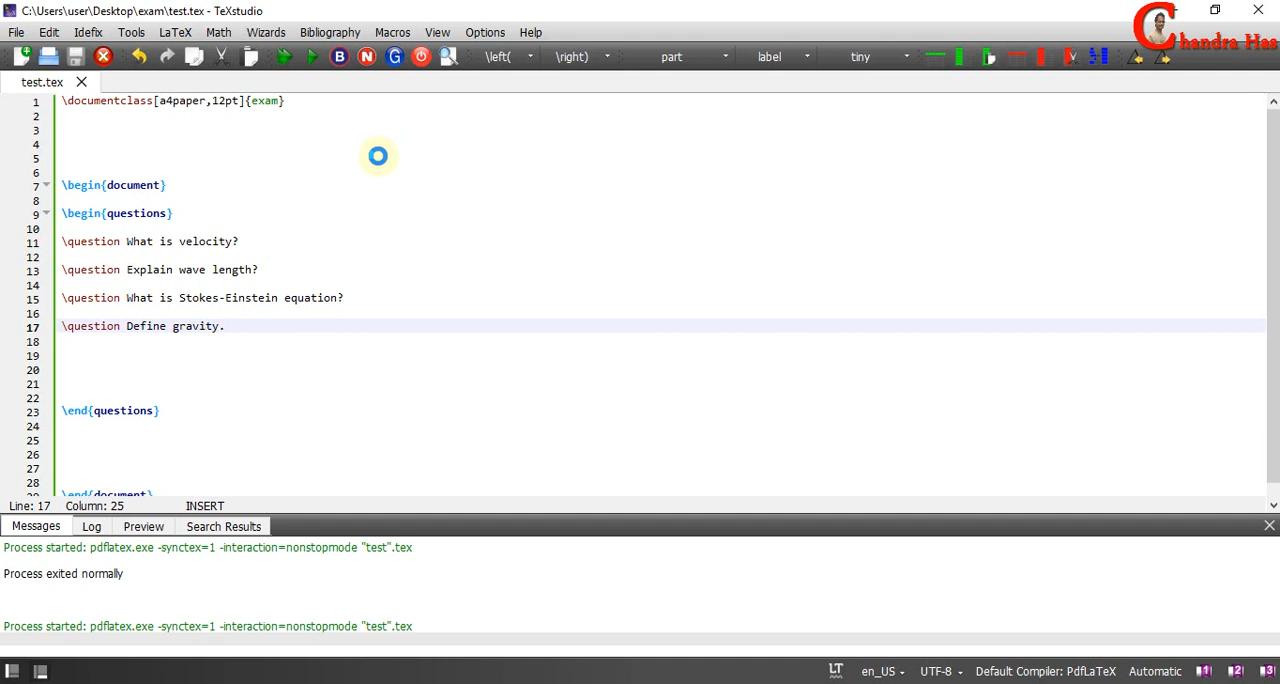 C:\Users\user\Desktop\exam\test.tex - TeXstudio
Chandra Has
File Edit Idefix Tools LaTeX Math Wizards Bibliography Macros View Options Help
B N G \left( \right) part label tiny
test.tex
1 \documentclass[a4paper,12pt]{exam}
2
3
4
5
6
7 \begin{document}
8
9 \begin{questions}
10
11 \question What is velocity?
12
13 \question Explain wave length?
14
15 \question What is Stokes-Einstein equation?
16
17 \question Define gravity.
18
19
20
21
22
23 \end{questions}
24
25
26
27
28
\end{document}
Line: 17 Column: 25 INSERT
Messages Log Preview Search Results
Process started: pdflatex.exe -synctex=1 -interaction=nonstopmode "test".tex
Process exited normally
Process started: pdflatex.exe -synctex=1 -interaction=nonstopmode "test".tex
LT en_US UTF-8 Default Compiler: PdfLaTeX Automatic 1 2 3